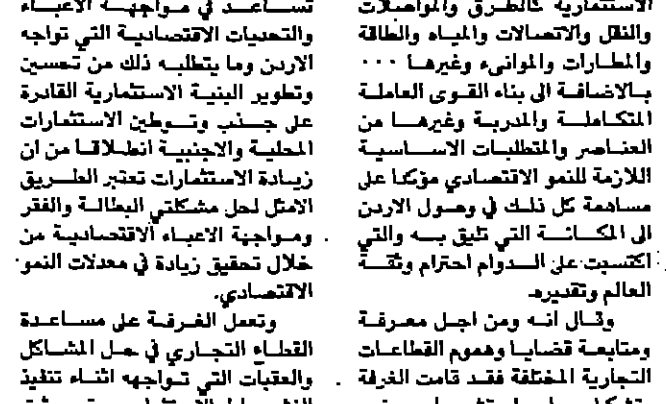 الاستثمارية كالطرق والمواصلات
والنقل والاتصالات والمياه والطاقة
والمطارات والموانىء وغيرها ٠٠٠
بالاضافة الى بناء القوى العاملة
المتكاملة والمدربة وغيرها من
العناصر والمتطلبات الاساسية
اللازمة للنمو الاقتصادي مؤكدا على
مساهمة كل ذلك في وصول الاردن
الى المكانة التي تليق به والتي
اكتسبت على الدوام احترام وثقة
العالم وتقديره.
وقال انه ومن اجل معرفة
ومتابعة قضايا وهموم القطاعات
التجارية المختلفة فقد قامت الغرفة
تساعد في مواجهة الاعباء
والتحديات الاقتصادية التي تواجه
الاردن وما يتطلبه ذلك من تحسين
وتطوير البنية الاستثمارية القادرة
على جذب وتوطين الاستثمارات
المحلية والاجنبية انطلاقا من ان
زيادة الاستثمارات تعتبر الطريق
الامثل لحل مشكلتي البطالة والفقر
ومواجهة الاعباء الاقتصادية من
خلال تحقيق زيادة في معدلات النمو
الاقتصادي.
وتعمل الغرفة على مساعدة
القطاع التجاري في حل المشاكل
والعقبات التي تواجهه اثناء تنفيذ